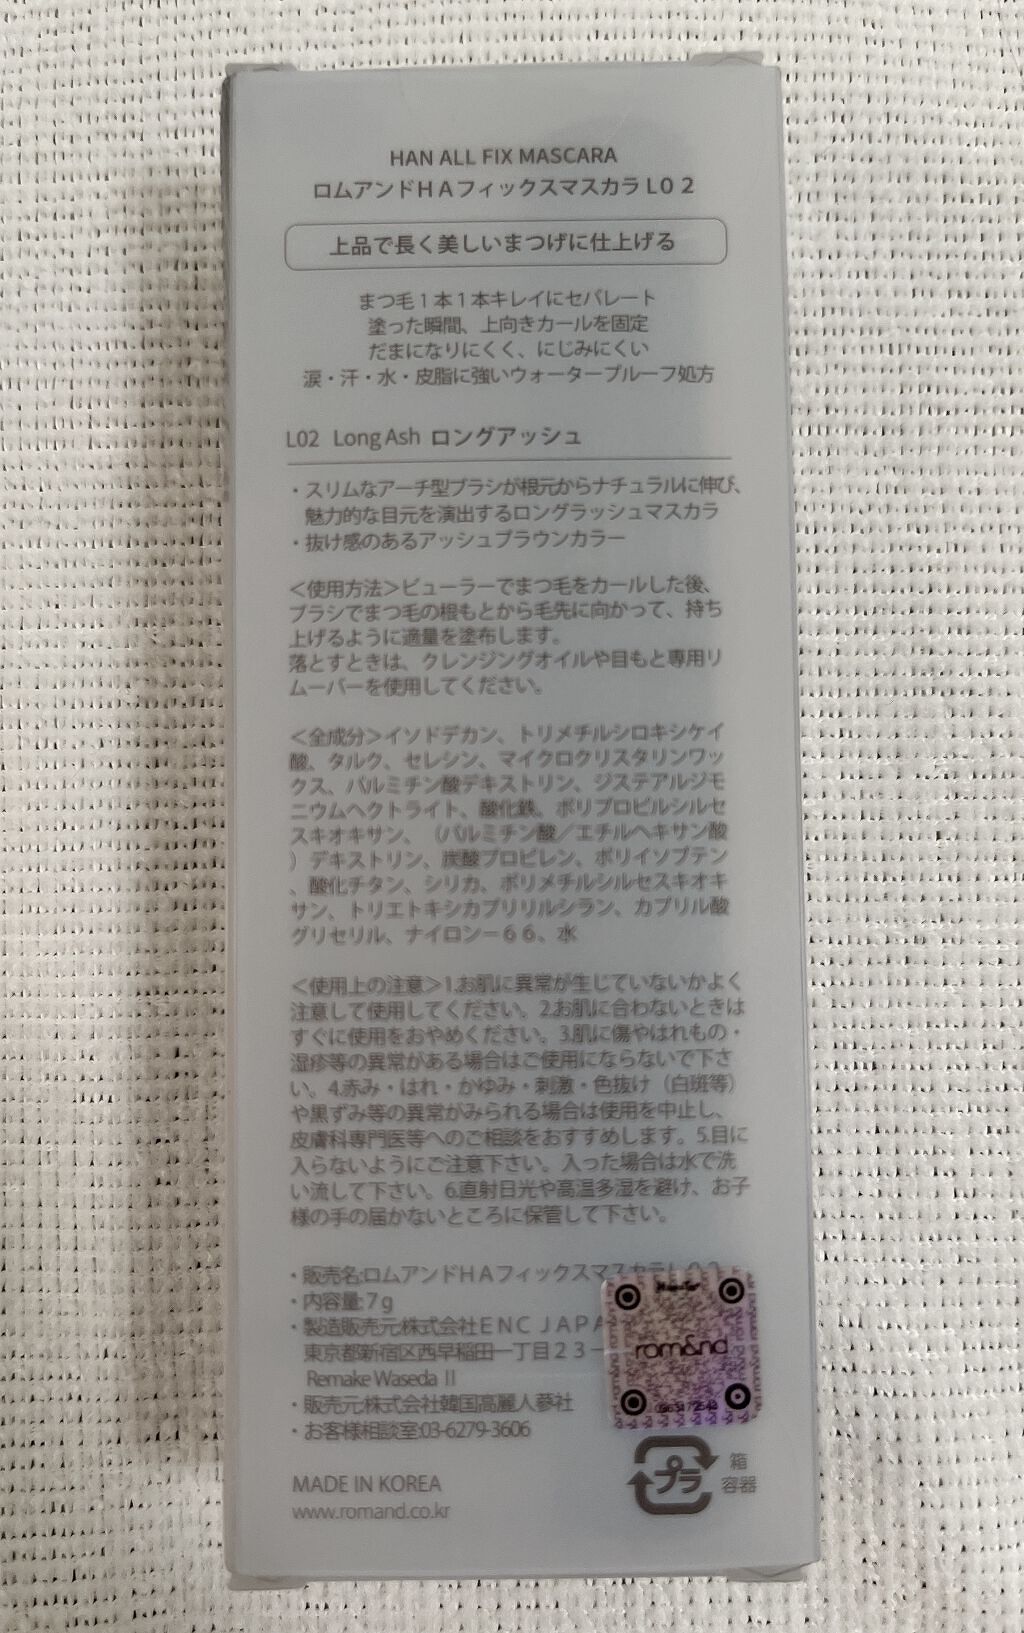 HAN ALL FIX MASCARA
ロムアンドＨＡフィックスマスカラＬ０２
上品で長く美しいまつげに仕上げる
まつ毛１本１本キレイにセパレート
塗った瞬間、上向きカールを固定
だまになりにくく、にじみにくい
涙・汗・水・皮脂に強いウォータープルーフ処方
L02 Long Ash ロングアッシュ
・スリムなアーチ型ブラシが根元からナチュラルに伸び、
魅力的な目元を演出するロングラッシュマスカラ
・抜け感のあるアッシュブラウンカラー
＜使用方法＞ビューラーでまつ毛をカールした後、
ブラシでまつ毛の根もとから毛先に向かって、持ち
上げるように適量を塗布します。
落とすときは、クレンジングオイルや目もと専用リ
ムーバーを使用してください。
＜全成分＞イソドデカン、トリメチルシロキシケイ
酸、タルク、セレシン、マイクロクリスタリンワッ
クス、パルミチン酸デキストリン、ジステアルジモ
ニウムヘクトライト、酸化鉄、ポリプロピルシルセ
スキオキサン、（パルミチン酸／エチルヘキサン酸
）デキストリン、炭酸プロピレン、ポリイソブテン
、酸化チタン、シリカ、ポリメチルシルセスキオキ
サン、トリエトキシカプリリルシラン、カプリル酸
グリセリル、ナイロン－６６、水
＜使用上の注意＞1.お肌に異常が生じていないかよく
注意して使用してください。2.お肌に合わないときは
すぐに使用をおやめください。3.肌に傷やはれもの・
湿疹等の異常がある場合はご使用にならないで下さ
い。4.赤み・はれ・かゆみ・刺激・色抜け（白斑等）
や黒ずみ等の異常がみられる場合は使用を中止し、
皮膚科専門医等へのご相談をおすすめします。5.目に
入らないようにご注意下さい。入った場合は水で洗
い流して下さい。6.直射日光や高温多湿を避け、お子
様の手の届かないところに保管して下さい。
・販売名:ロムアンドＨＡフィックスマスカラＬ０２
・内容量:７g
・製造販売元:株式会社ＥＮＣ ＪＡＰＡ
東京都新宿区西早稲田一丁目２３－
Remake Waseda Ⅱ
・販売元:株式会社韓国高麗人蔘社
・お客様相談室:03-6279-3606
rom&nd
MADE IN KOREA
www.romand.co.kr
プラ
箱
容器